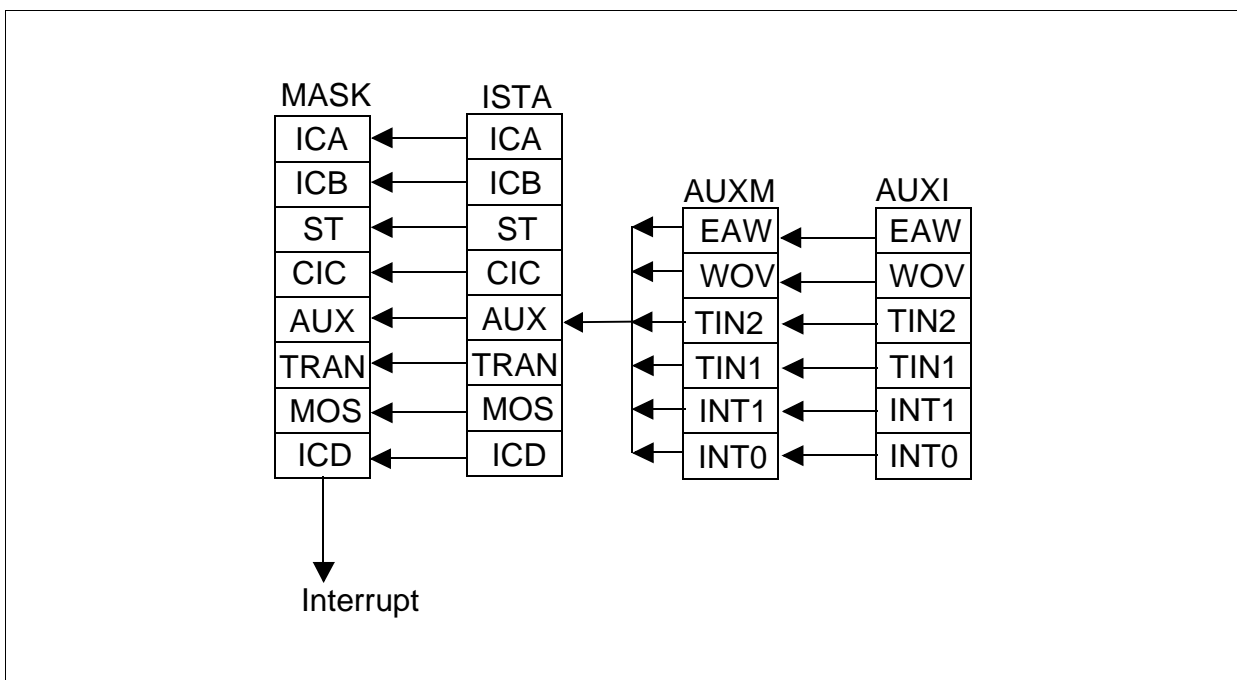 MASK
ICA
ICB
ST
CIC
AUX
TRAN
MOS
ICD
Interrupt
ISTA
ICA
ICB
ST
CIC
AUX
TRAN
MOS
ICD
AUXM
EAW
WOV
TIN2
TIN1
INT1
INT0
AUXI
EAW
WOV
TIN2
TIN1
INT1
INT0